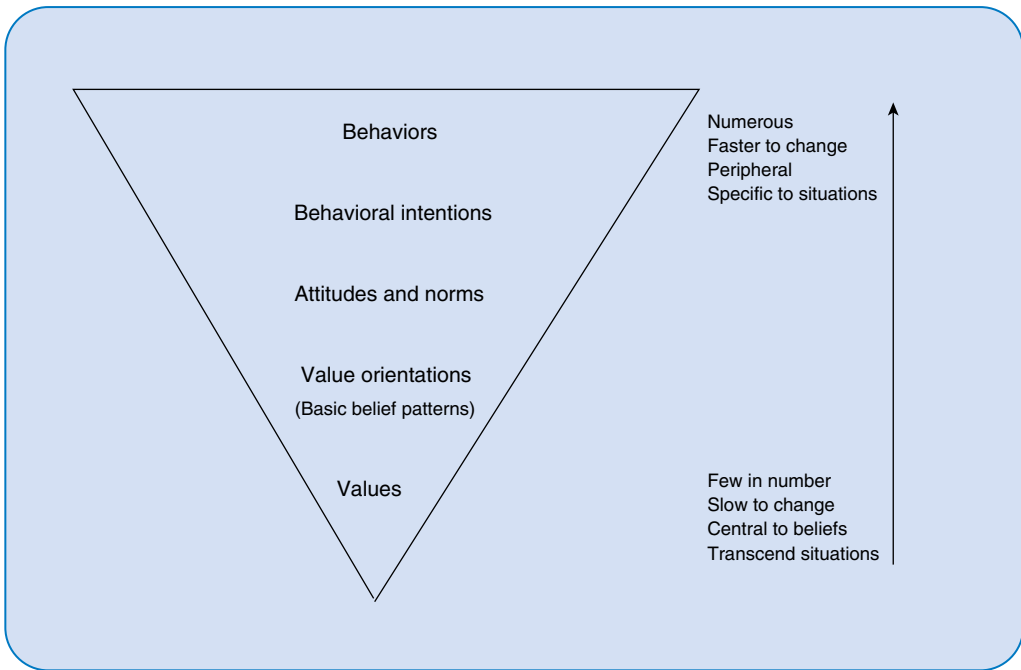 Behaviors
Numerous
Faster to change
Peripheral
Specific to situations
Behavioral intentions
Attitudes and norms
Value orientations
(Basic belief patterns)
Values
Few in number
Slow to change
Central to beliefs
Transcend situations